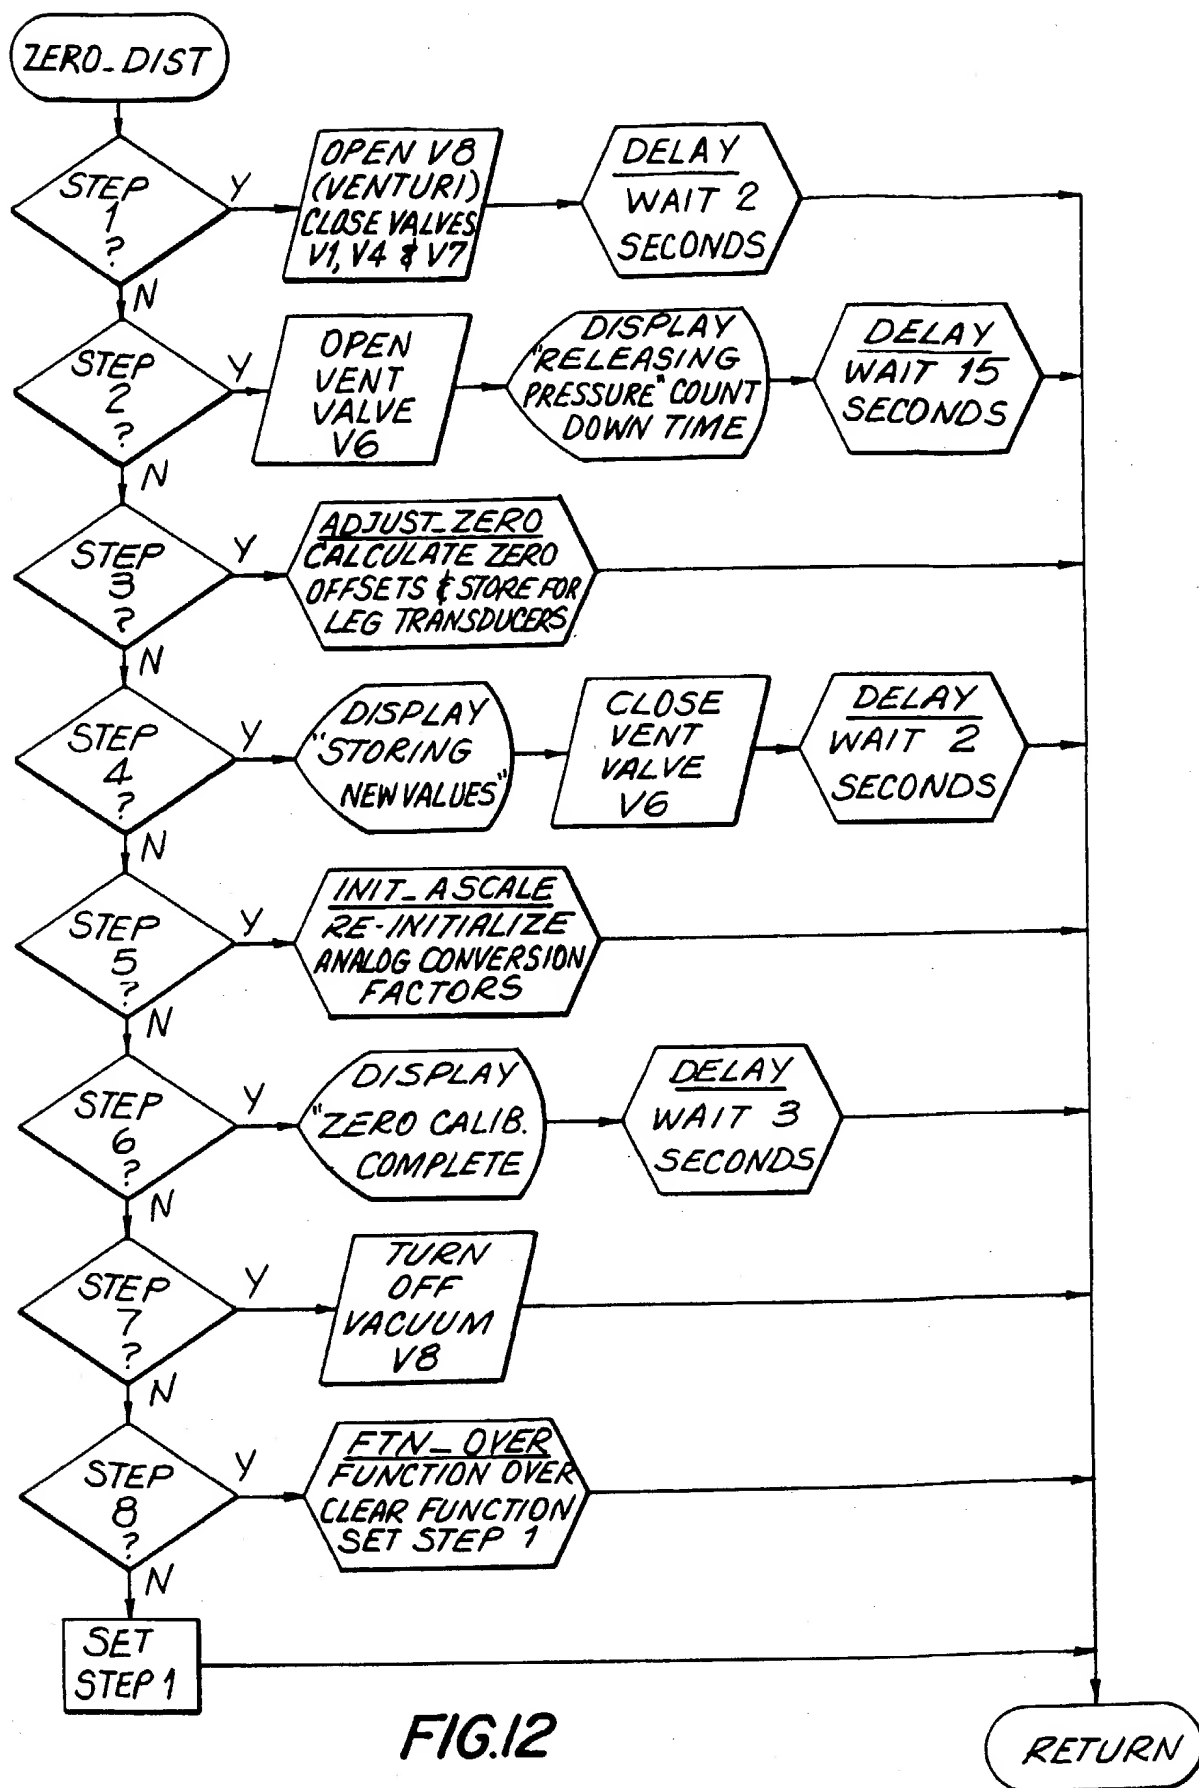 ZERO_DIST
STEP
1
?
Y
N
OPEN V8
(VENTURI)
CLOSE VALVES
V1, V4 & V7
DELAY
WAIT 2
SECONDS
STEP
2
?
Y
N
OPEN
VENT
VALVE
V6
DISPLAY
"RELEASING
PRESSURE" COUNT
DOWN TIME
DELAY
WAIT 15
SECONDS
STEP
3
?
Y
N
ADJUST_ZERO
CALCULATE ZERO
OFFSETS & STORE FOR
LEG TRANSDUCERS
STEP
4
?
Y
N
DISPLAY
"STORING
NEW VALUES"
CLOSE
VENT
VALVE
V6
DELAY
WAIT 2
SECONDS
STEP
5
?
Y
N
INIT_ASCALE
RE-INITIALIZE
ANALOG CONVERSION
FACTORS
STEP
6
?
Y
N
DISPLAY
"ZERO CALIB.
COMPLETE
DELAY
WAIT 3
SECONDS
STEP
7
?
Y
N
TURN
OFF
VACUUM
V8
STEP
8
?
Y
N
FTN_OVER
FUNCTION OVER
CLEAR FUNCTION
SET STEP 1
SET
STEP 1
RETURN
FIG.12